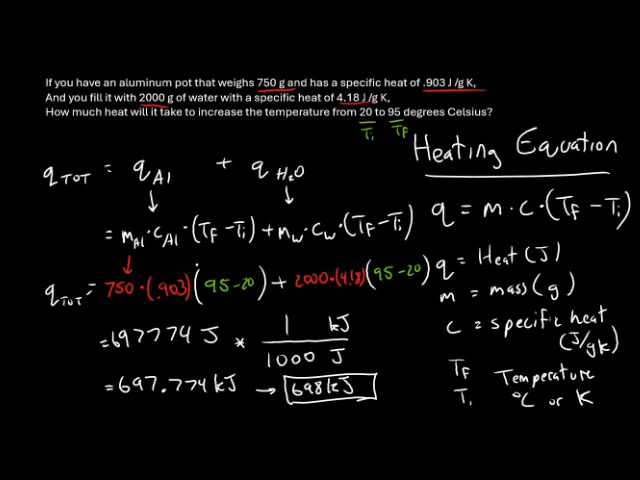 If you have an aluminum pot that weighs 750 g and has a specific heat of .903 J /g K,
And you fill it with 2000 g of water with a specific heat of 4.18 J /g K,
How much heat will it take to increase the temperature from 20 to 95 degrees Celsius?
Ti TF
Heating Equation
qTOT = qAl + qH2O
= mAl·CAl·(TF-Ti) + mw·Cw·(TF-Ti)
q = m·C·(TF-Ti)
qTOT = 750·(.903)(95-20) + 2000·(4.18)(95-20)
q = Heat (J)
m = mass (g)
C = specific heat (J/gK)
= 697774 J * 1 kJ / 1000 J
= 697.774 kJ → 698kJ
TF Temperature
Ti °C or K